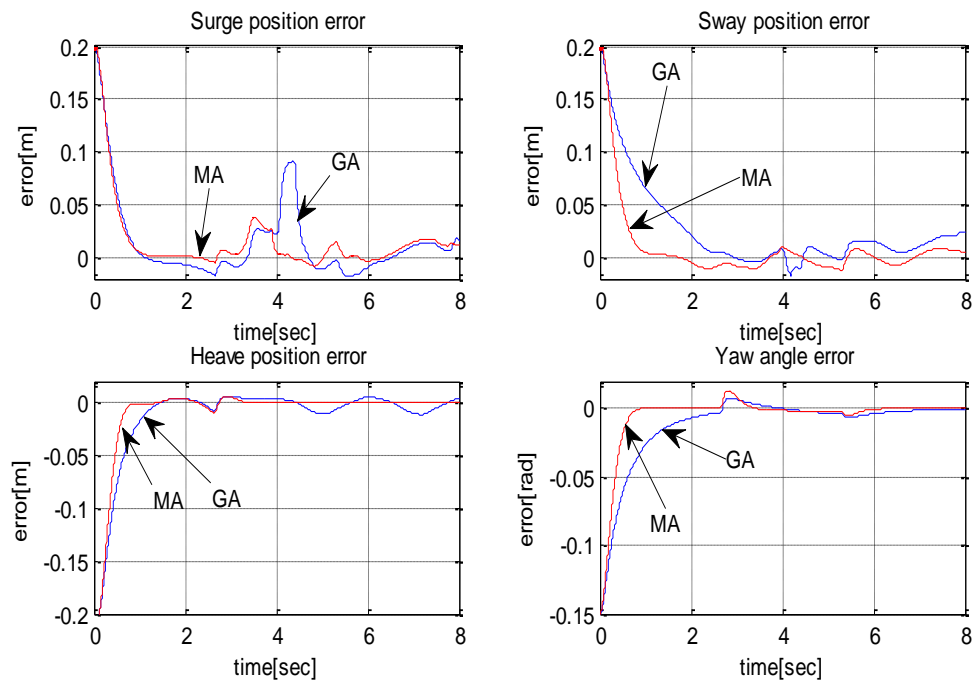 Surge position error
0.2
0.15
0.1
0.05
0
error[m]
MA
GA
0 2 4 6 8
time[sec]
Sway position error
0.2
0.15
0.1
0.05
0
error[m]
GA
MA
0 2 4 6 8
time[sec]
Heave position error
0
-0.05
-0.1
-0.15
-0.2
error[m]
MA
GA
0 2 4 6 8
time[sec]
Yaw angle error
0
-0.05
-0.1
-0.15
error[rad]
GA
MA
0 2 4 6 8
time[sec]